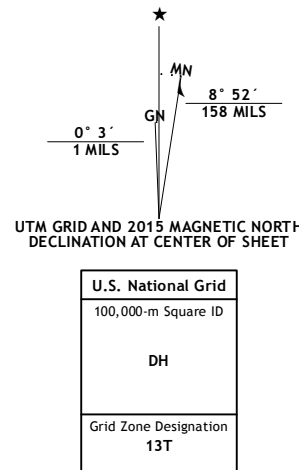 MN
GN
8° 52´
158 MILS
0° 3´
1 MILS
UTM GRID AND 2015 MAGNETIC NORTH
DECLINATION AT CENTER OF SHEET
U.S. National Grid
100,000-m Square ID
DH
Grid Zone Designation
13T